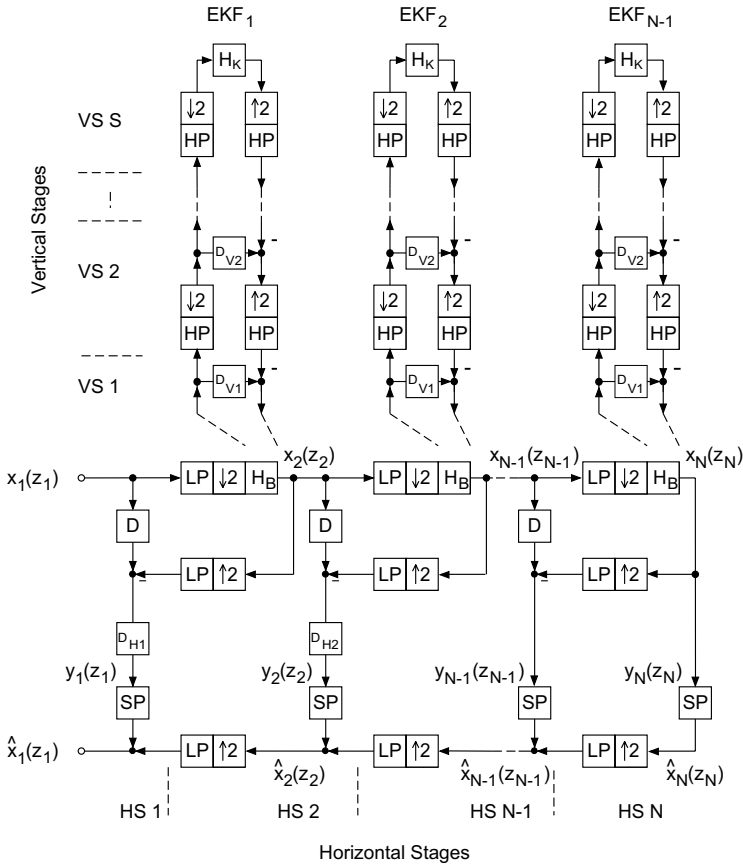 EKF1 EKF2 EKFN-1
HK HK HK
VS S ↓2 ↑2 ↓2 ↑2 ↓2 ↑2
HP HP HP HP HP HP
Vertical Stages
- - -
VS 2 DV2 DV2 DV2
↓2 ↑2 ↓2 ↑2 ↓2 ↑2
HP HP HP HP HP HP
- - -
VS 1 DV1 DV1 DV1
x2(z2) xN-1(zN-1) xN(zN)
x1(z1) LP ↓2 HB LP ↓2 HB LP ↓2 HB
D D D
LP ↑2 LP ↑2 LP ↑2
- - -
DH1 DH2
y1(z1) y2(z2) yN-1(zN-1) yN(zN)
SP SP SP SP
x̂1(z1) LP ↑2 LP ↑2 LP ↑2
x̂2(z2) x̂N-1(zN-1) x̂N(zN)
HS 1 HS 2 HS N-1 HS N
Horizontal Stages